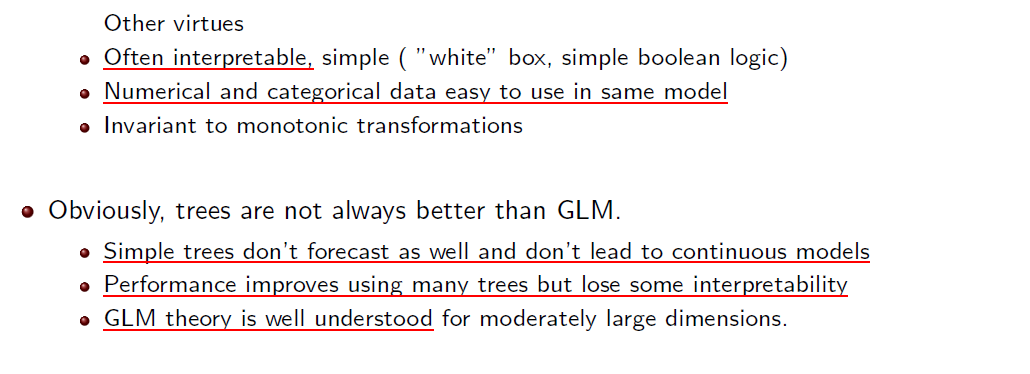 Other virtues
Often interpretable, simple ( ”white” box, simple boolean logic)
Numerical and categorical data easy to use in same model
Invariant to monotonic transformations
Obviously, trees are not always better than GLM.
Simple trees don’t forecast as well and don’t lead to continuous models
Performance improves using many trees but lose some interpretability
GLM theory is well understood for moderately large dimensions.